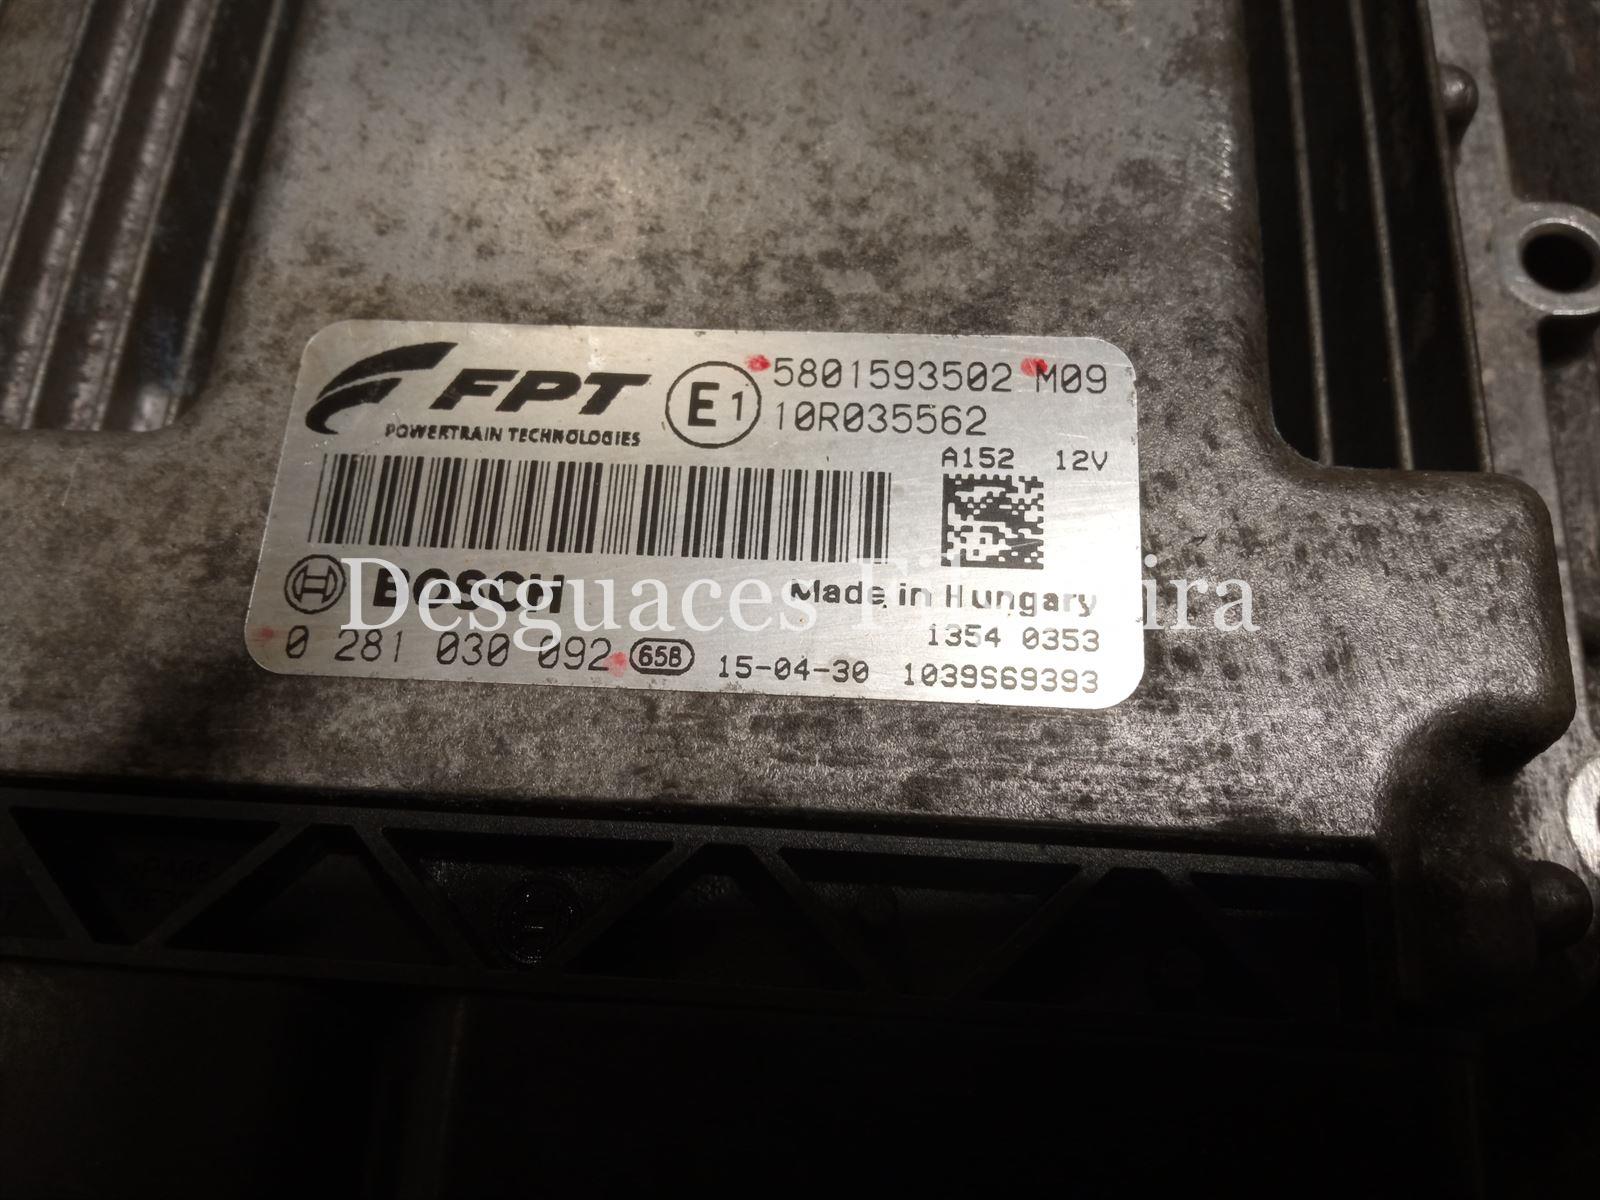 FPT
POWERTRAIN TECHNOLOGIES
E1
5801593502 M09
10R035562
A152 12V
BOSCH
Made in Hungary
Desguaces Filgueira
1354 0353
0 281 030 092 658 15-04-30 1039S69393